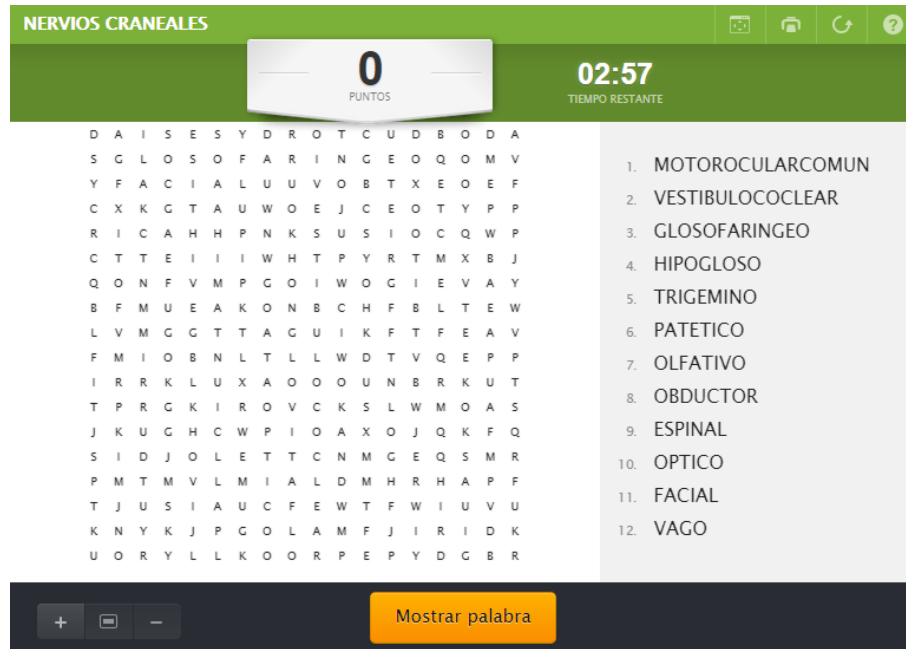 NERVIOS CRANEALES
?
0
PUNTOS
02:57
TIEMPO RESTANTE
D A I S E S Y D R O T C U D B O D A
S G L O S O F A R I N G E O Q O M V
Y F A C I A L U U V O B T X E O E F
C X K G T A U W O E J C E O T Y P P
R I C A H H P N K S U S I O C Q W P
C T T E I I I W H T P Y R T M X B J
Q O N F V M P G O I W O G I E V A Y
B F M U E A K O N B C H F B L T E W
L V M G G T T A G U I K F T F E A V
F M I O B N L T L L W D T V Q E P P
I R R K L U X A O O O U N B R K U T
T P R G K I R O V C K S L W M O A S
J K U G H C W P I O A X O J Q K F Q
S I D J O L E T T C N M G E Q S M R
P M T M V L M I A L D M H R H A P F
T J U S I A U C F E W T F W I U V U
K N Y K J P G O L A M F J I R I D K
U O R Y L L K O O R P E P Y D G B R
1. MOTOROCULARCOMUN
2. VESTIBULOCOCLEAR
3. GLOSOFARINGEO
4. HIPOGLOSO
5. TRIGEMINO
6. PATETICO
7. OLFATIVO
8. OBDUCTOR
9. ESPINAL
10. OPTICO
11. FACIAL
12. VAGO
+ −
Mostrar palabra